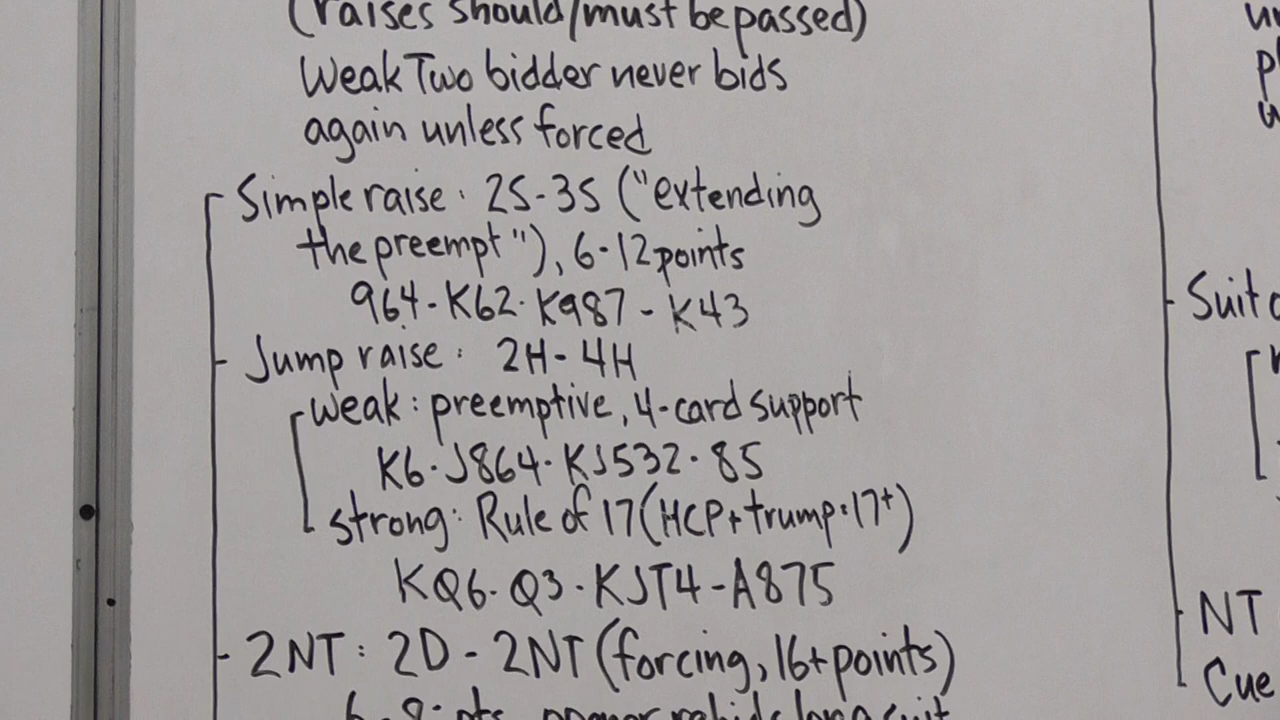 (raises should/must be passed)
Weak Two bidder never bids
again unless forced
Simple raise: 2S-3S ("extending
the preempt"), 6-12 points
964-K62-K987-K43
Jump raise: 2H-4H
weak: preemptive, 4-card support
K6-J864-KJ532-85
strong: Rule of 17 (HCP+trump=17+)
KQ6-Q3-KJT4-A875
2NT: 2D-2NT (forcing, 16+ points)
long suit
Suit
NT
Cue